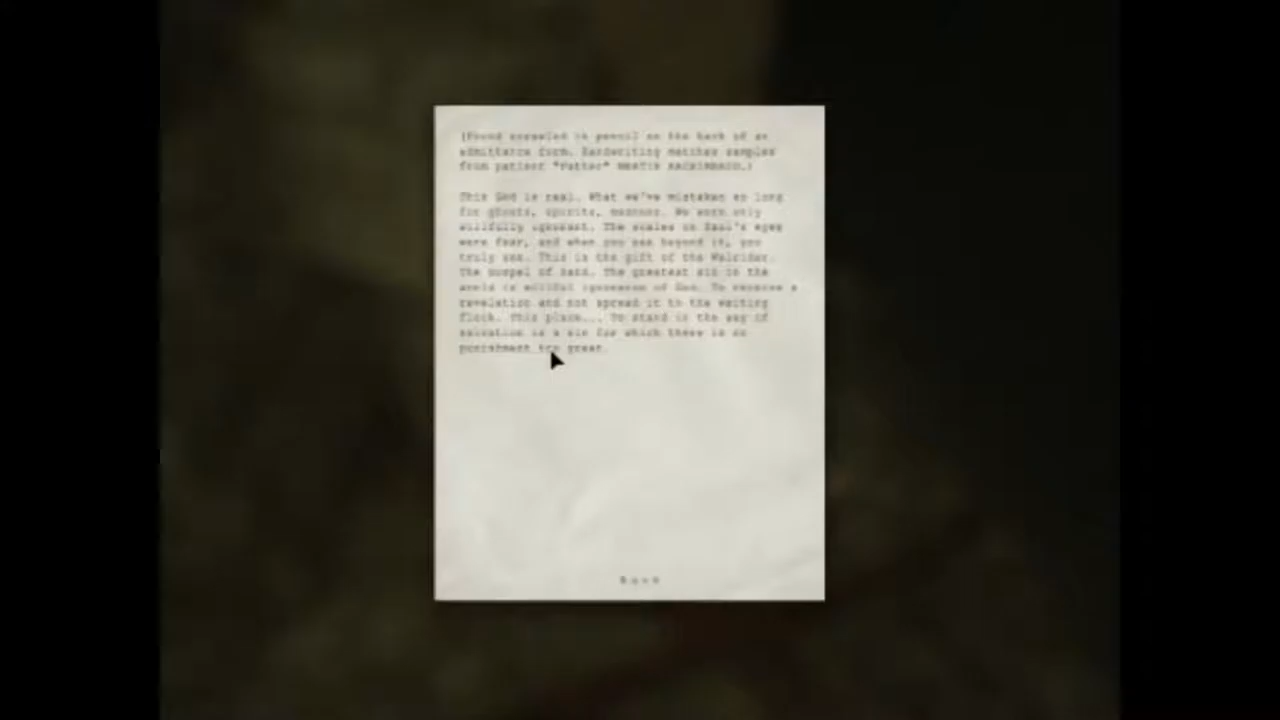 (Found scrawled in pencil on the back of an
admittance form. Handwriting matches samples
from patient "Father" MARTIN ARCHIMBAUD.)
This God is real. What we've mistaken so long
for ghosts, spirits, madness. We were only
willfully ignorant. The scales on Saul's eyes
were fear, and when you see beyond it, you
truly see. This is the gift of the Walrider.
The gospel of sand. The greatest sin in the
world is willful ignorance of God. To receive a
revelation and not spread it to the waiting
flock. This place... To stand in the way of
salvation is a sin for which there is no
punishment too great.
Back